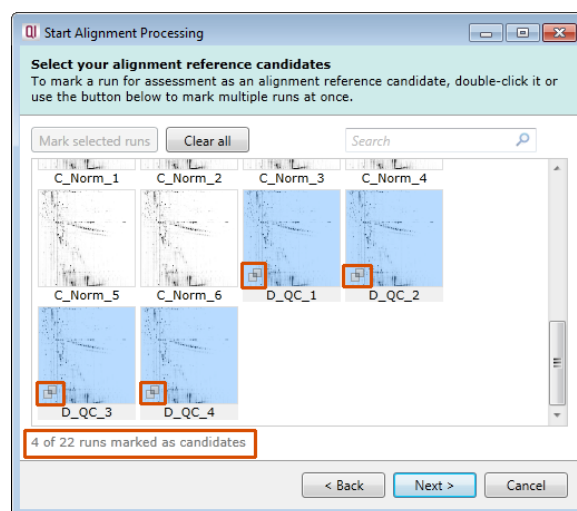 QI Start Alignment Processing
Select your alignment reference candidates
To mark a run for assessment as an alignment reference candidate, double-click it or
use the button below to mark multiple runs at once.
Mark selected runs Clear all Search
C_Norm_1 C_Norm_2 C_Norm_3 C_Norm_4
C_Norm_5 C_Norm_6 D_QC_1 D_QC_2
D_QC_3 D_QC_4
4 of 22 runs marked as candidates
< Back Next > Cancel